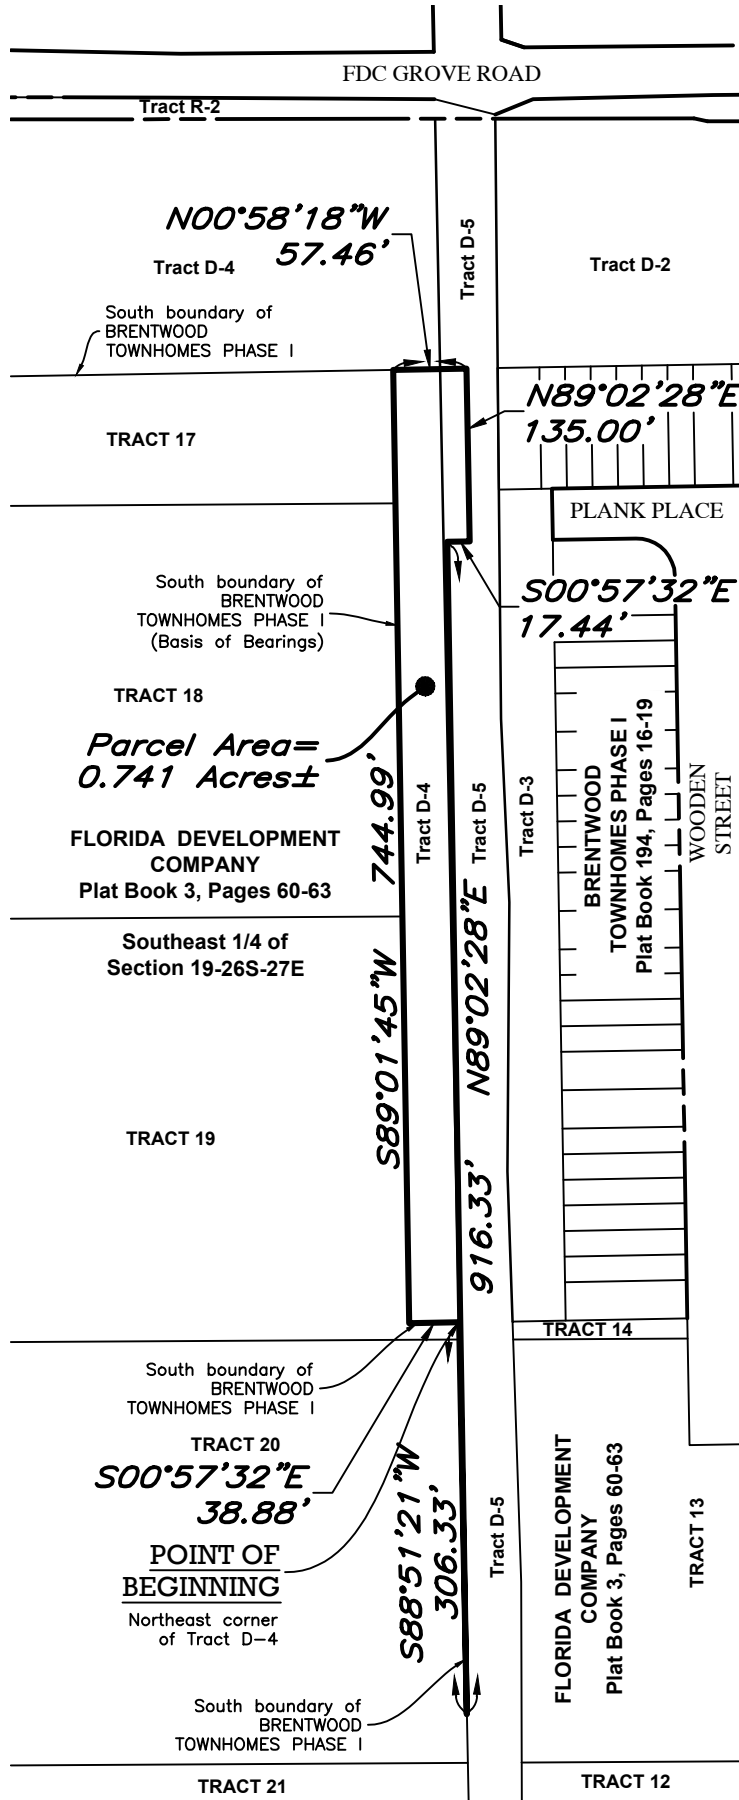 FDC GROVE ROAD
Tract R-2
N00°58'18"W
57.46'
Tract D-4
Tract D-5
Tract D-2
South boundary of
BRENTWOOD
TOWNHOMES PHASE I
N89°02'28"E
135.00'
TRACT 17
PLANK PLACE
South boundary of
BRENTWOOD
TOWNHOMES PHASE I
(Basis of Bearings)
S00°57'32"E
17.44'
TRACT 18
Parcel Area=
0.741 Acres±
744.99'
S89°01'45"W
Tract D-4
Tract D-5
Tract D-3
BRENTWOOD
TOWNHOMES PHASE I
Plat Book 194, Pages 16-19
WOODEN
STREET
FLORIDA DEVELOPMENT
COMPANY
Plat Book 3, Pages 60-63
Southeast 1/4 of
Section 19-26S-27E
N89°02'28"E
916.33'
TRACT 19
TRACT 14
South boundary of
BRENTWOOD
TOWNHOMES PHASE I
TRACT 20
S00°57'32"E
38.88'
POINT OF
BEGINNING
Northeast corner
of Tract D-4
S88°51'21"W
306.33'
Tract D-5
FLORIDA DEVELOPMENT
COMPANY
Plat Book 3, Pages 60-63
TRACT 13
South boundary of
BRENTWOOD
TOWNHOMES PHASE I
TRACT 21
TRACT 12